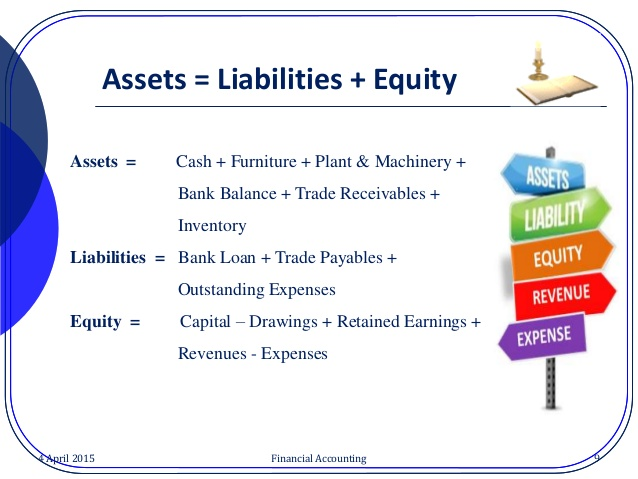 Assets = Liabilities + Equity
Assets = Cash + Furniture + Plant & Machinery +
Bank Balance + Trade Receivables +
Inventory
Liabilities = Bank Loan + Trade Payables +
Outstanding Expenses
Equity = Capital – Drawings + Retained Earnings +
Revenues - Expenses
ASSETS
LIABILITY
EQUITY
REVENUE
EXPENSE
4 April 2015 Financial Accounting 9